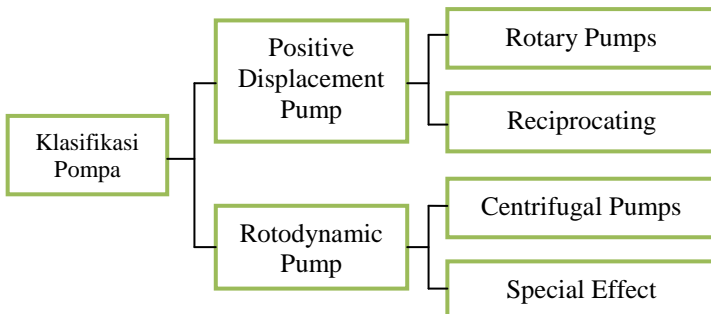 Klasifikasi
Pompa
Positive
Displacement
Pump
Rotary Pumps
Reciprocating
Rotodynamic
Pump
Centrifugal Pumps
Special Effect